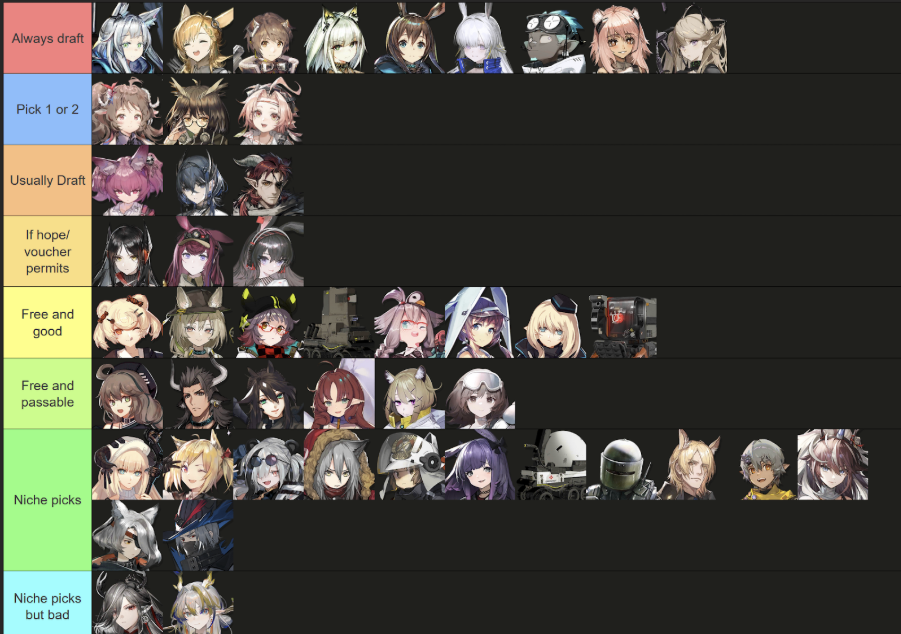 Always draft
Pick 1 or 2
Usually Draft
If hope/
voucher
permits
Free and
good
Free and
passable
Niche picks
Niche picks
but bad